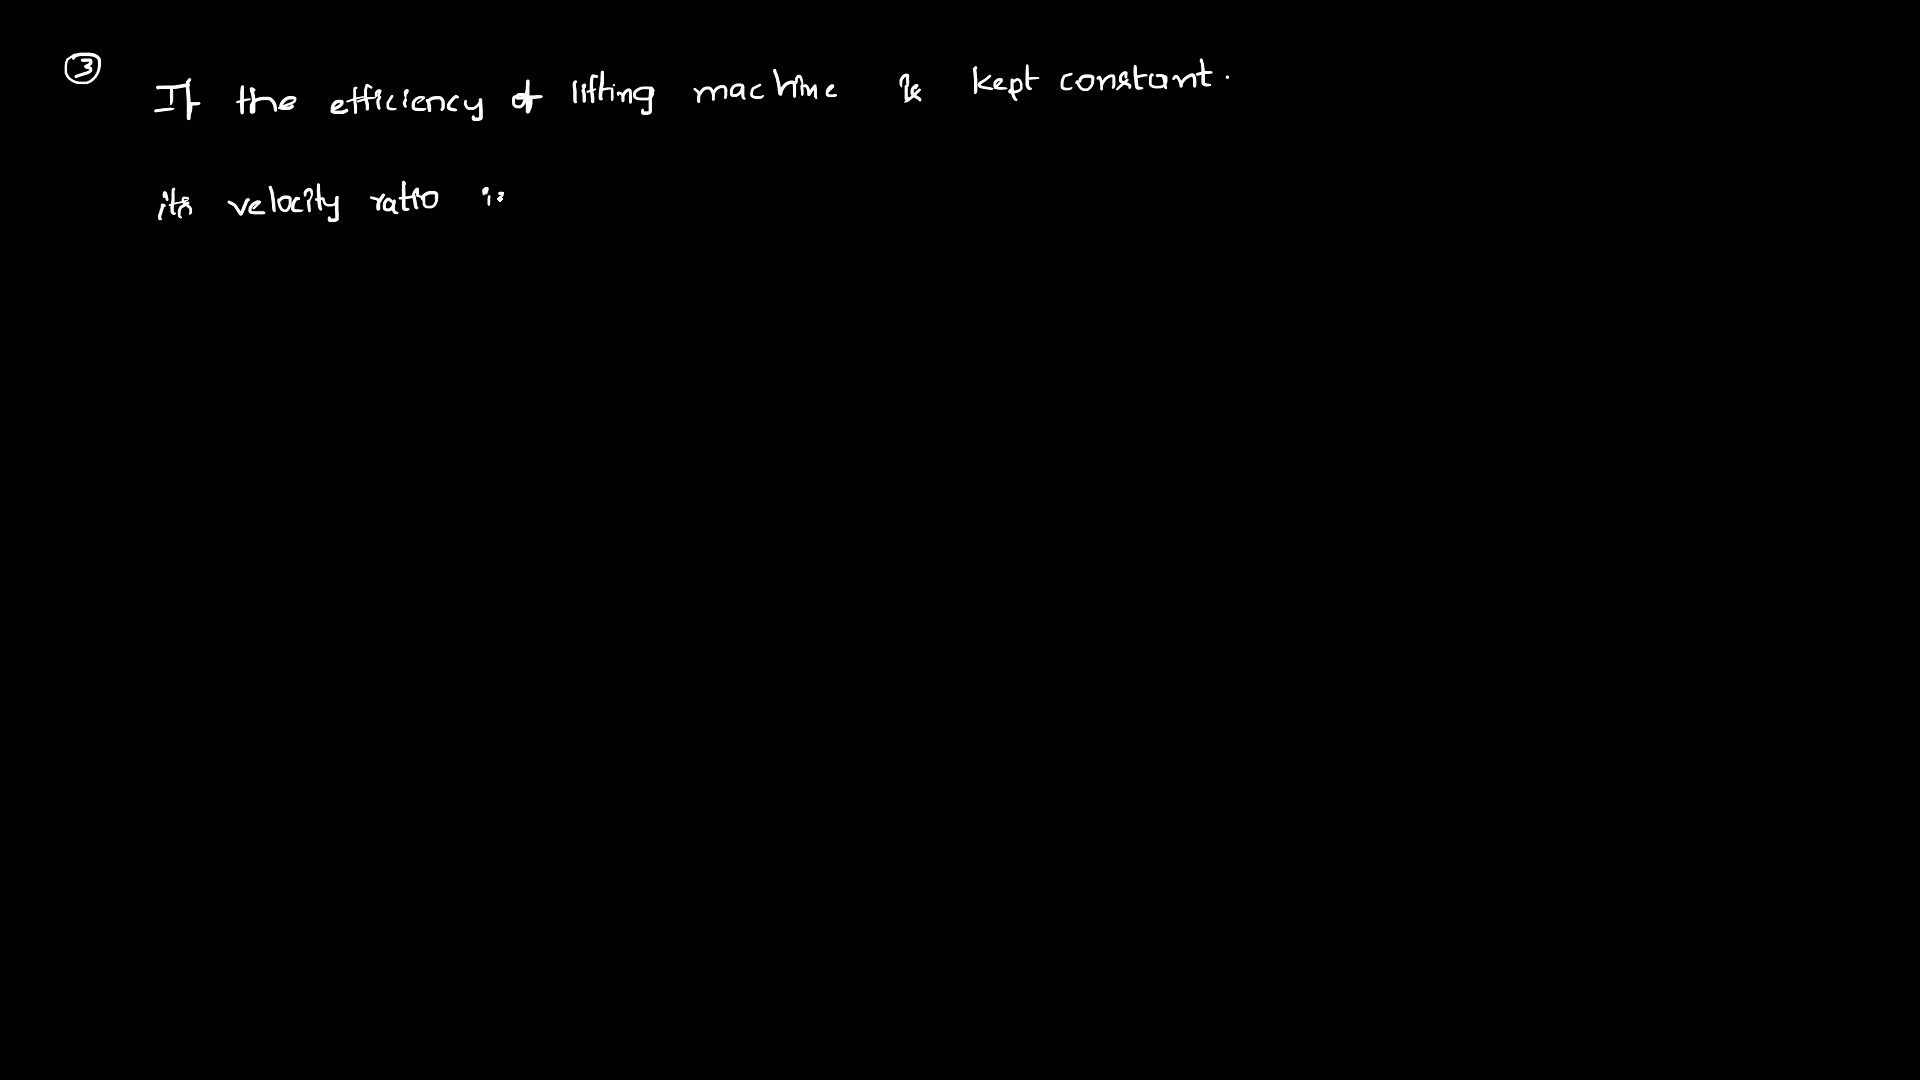 ③ If the efficiency of lifting machine is kept constant.
its velocity ratio is